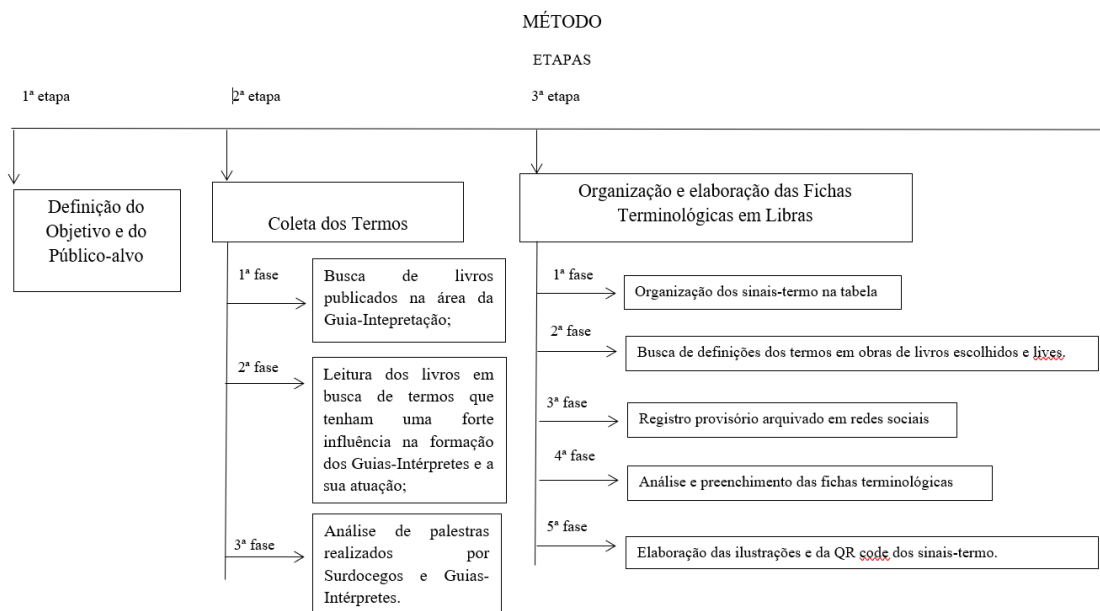 MÉTODO
ETAPAS
1ª etapa
2ª etapa
3ª etapa
Definição do
Objetivo e do
Público-alvo
Coleta dos Termos
1ª fase
Busca de livros
publicados na área da
Guia-Intepretação;
2ª fase
Leitura dos livros em
busca de termos que
tenham uma forte
influência na formação
dos Guias-Intérpretes e a
sua atuação;
3ª fase
Análise de palestras
realizados por
Surdocegos e Guias-
Intérpretes.
Organização e elaboração das Fichas
Terminológicas em Libras
1ª fase
Organização dos sinais-termo na tabela
2ª fase
Busca de definições dos termos em obras de livros escolhidos e lives.
3ª fase
Registro provisório arquivado em redes sociais
4ª fase
Análise e preenchimento das fichas terminológicas
5ª fase
Elaboração das ilustrações e da QR code dos sinais-termo.